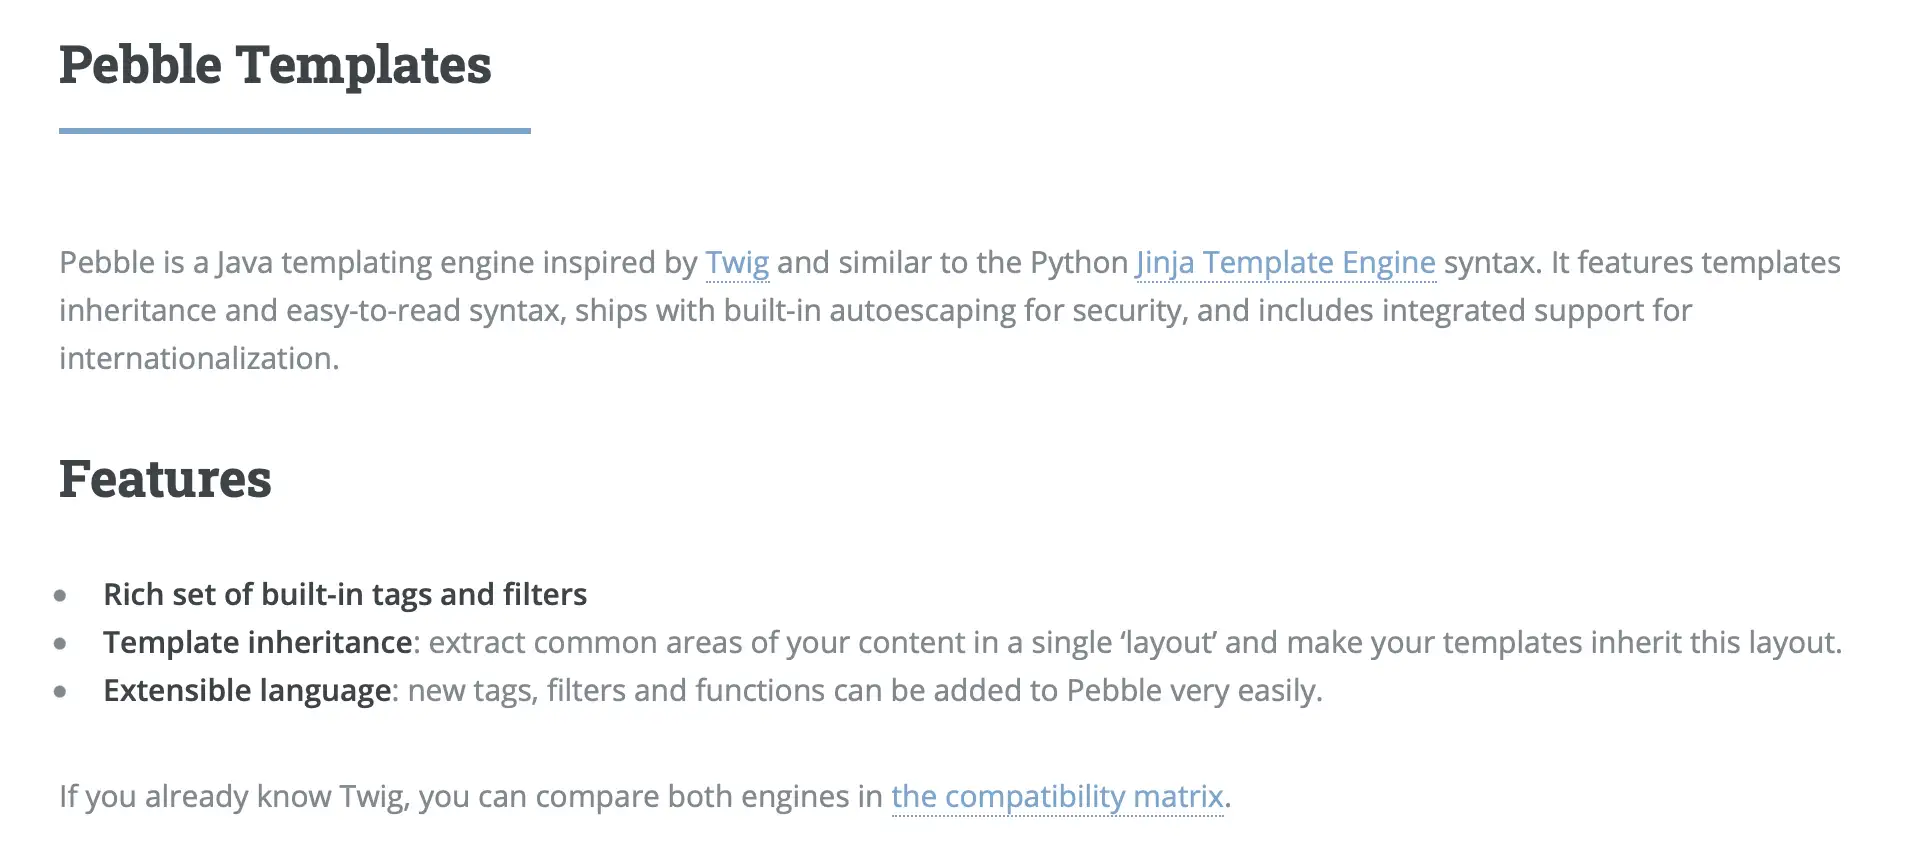 Pebble Templates
Pebble is a Java templating engine inspired by Twig and similar to the Python Jinja Template Engine syntax. It features templates
inheritance and easy-to-read syntax, ships with built-in autoescaping for security, and includes integrated support for
internationalization.
Features
• Rich set of built-in tags and filters
• Template inheritance: extract common areas of your content in a single ‘layout’ and make your templates inherit this layout.
• Extensible language: new tags, filters and functions can be added to Pebble very easily.
If you already know Twig, you can compare both engines in the compatibility matrix.